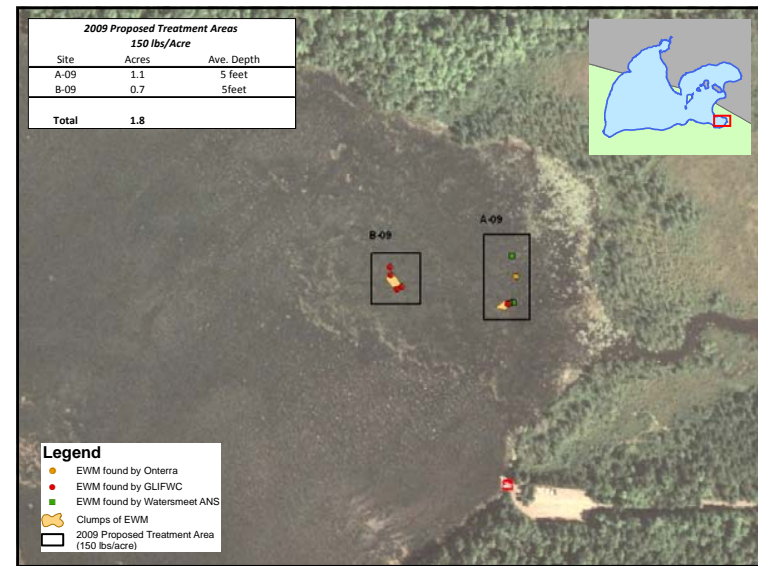 2009 Proposed Treatment Areas
150 lbs/Acre
Site Acres Ave. Depth
A-09 1.1 5 feet
B-09 0.7 5feet
Total 1.8
A-09
B-09
Legend
EWM found by Onterra
EWM found by GLIFWC
EWM found by Watersmeet ANS
Clumps of EWM
2009 Proposed Treatment Area
(150 lbs/acre)